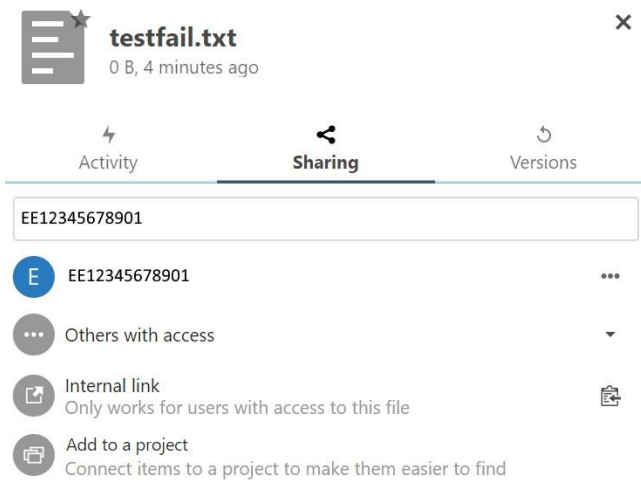 testfail.txt
0 B, 4 minutes ago
Activity
Sharing
Versions
EE12345678901
E
EE12345678901
Others with access
Internal link
Only works for users with access to this file
Add to a project
Connect items to a project to make them easier to find